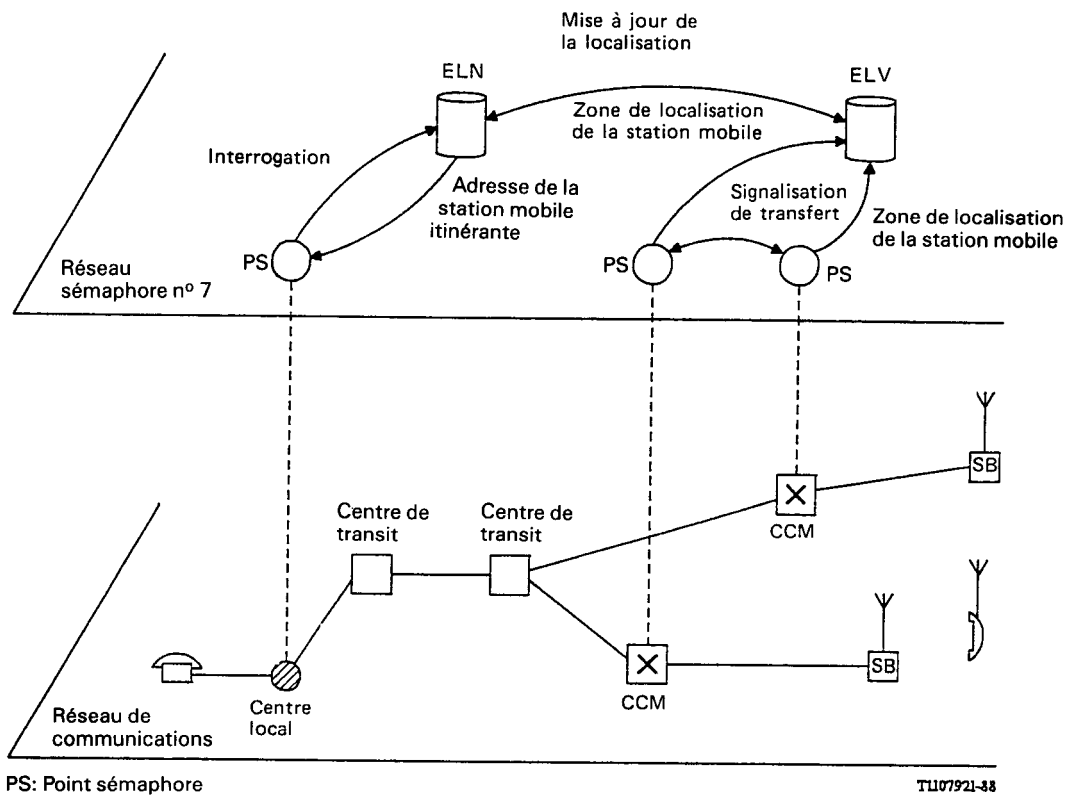 Mise à jour de
la localisation
ELN
ELV
Zone de localisation
de la station mobile
Interrogation
Adresse de la
station mobile
itinérante
Signalisation
de transfert
Zone de localisation
de la station mobile
PS
PS
PS
Réseau
sémaphore nº 7
SB
CCM
Centre de
transit
Centre de
transit
SB
CCM
Centre
local
Réseau de
communications
PS: Point sémaphore
T1107921-88